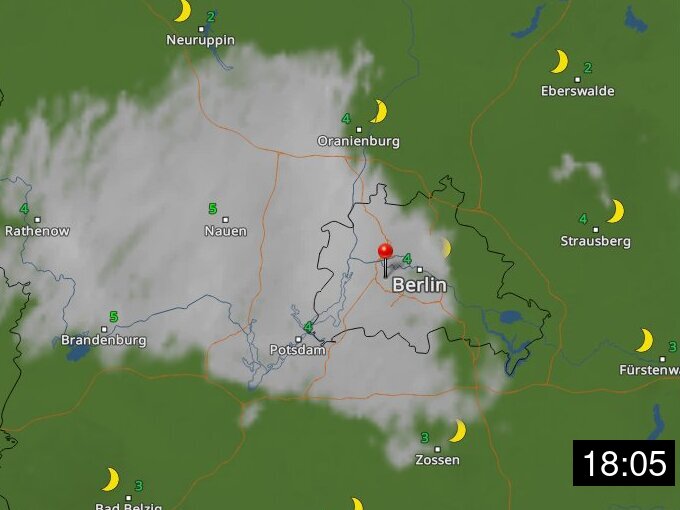 2
Neuruppin
2
Eberswalde
4
Oranienburg
4
Rathenow
5
Nauen
4
Strausberg
4
Berlin
5
Brandenburg
4
Potsdam
3
Fürstenwa
3
Zossen
18:05
3
Bad Belzig